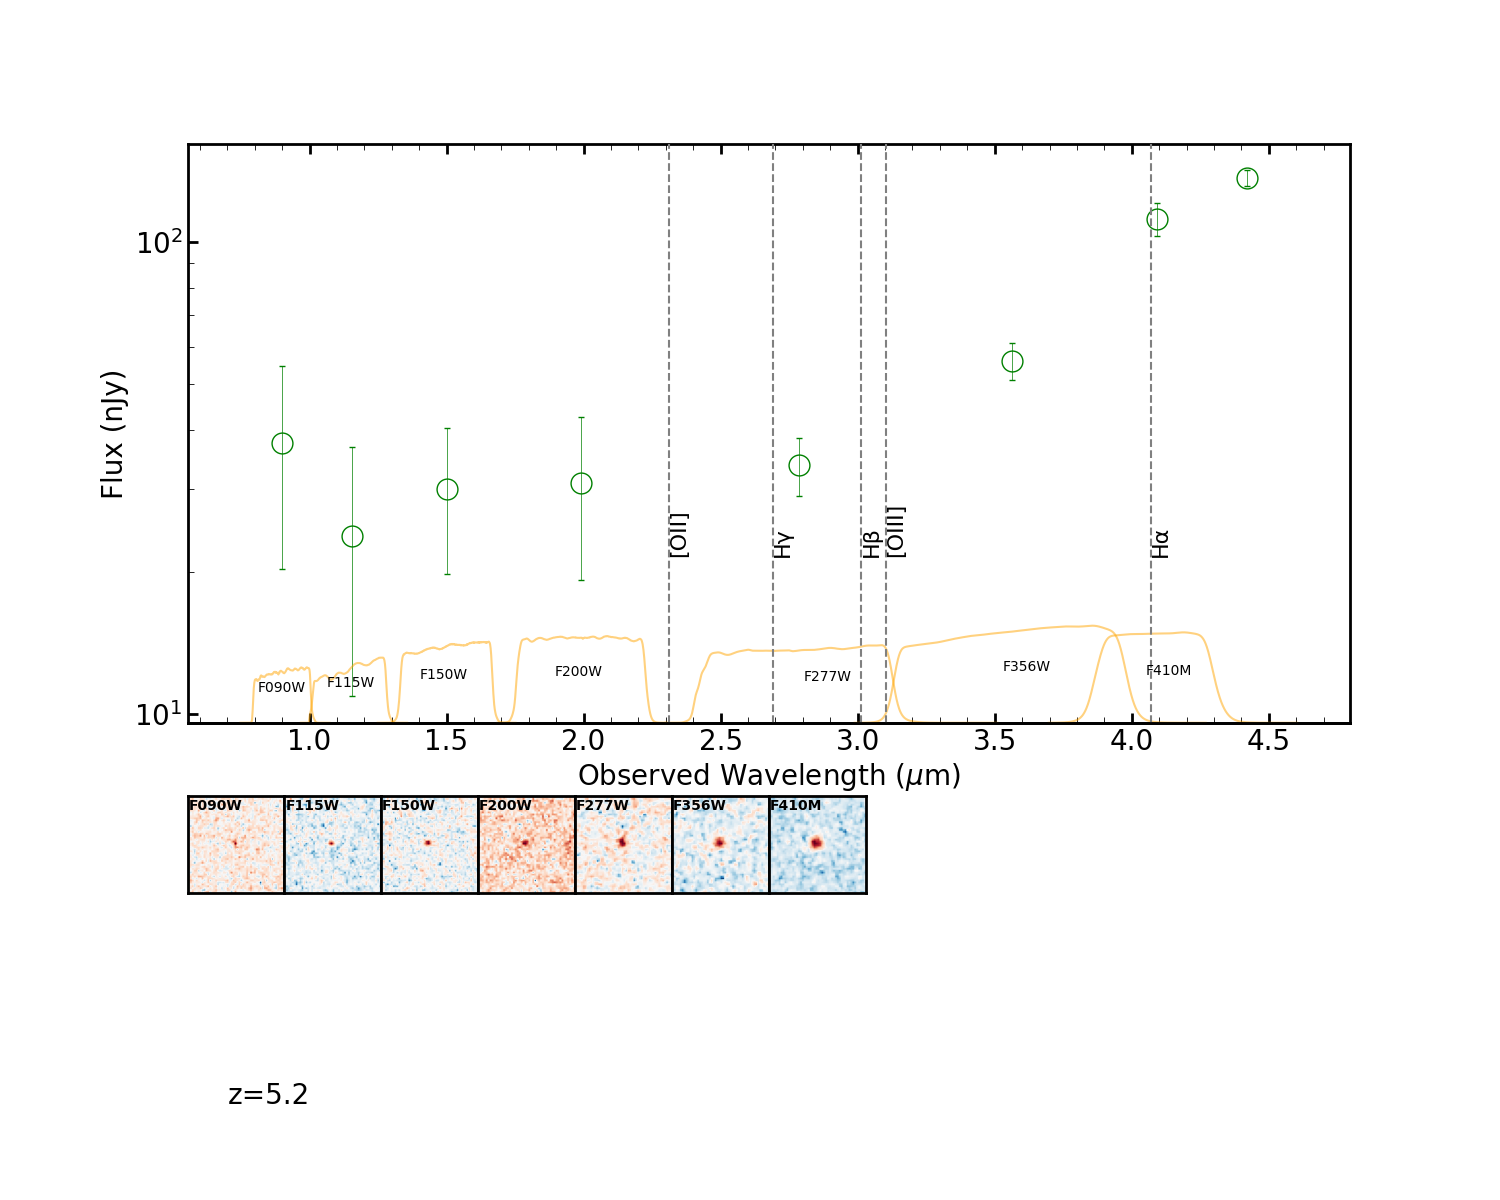 10²
10¹
Flux (nJy)
[OII]
Hγ
Hβ
[OIII]
Hα
F090W
F115W
F150W
F200W
F277W
F356W
F410M
1.0 1.5 2.0 2.5 3.0 3.5 4.0 4.5
Observed Wavelength (μm)
F090W F115W F150W F200W F277W F356W F410M
z=5.2